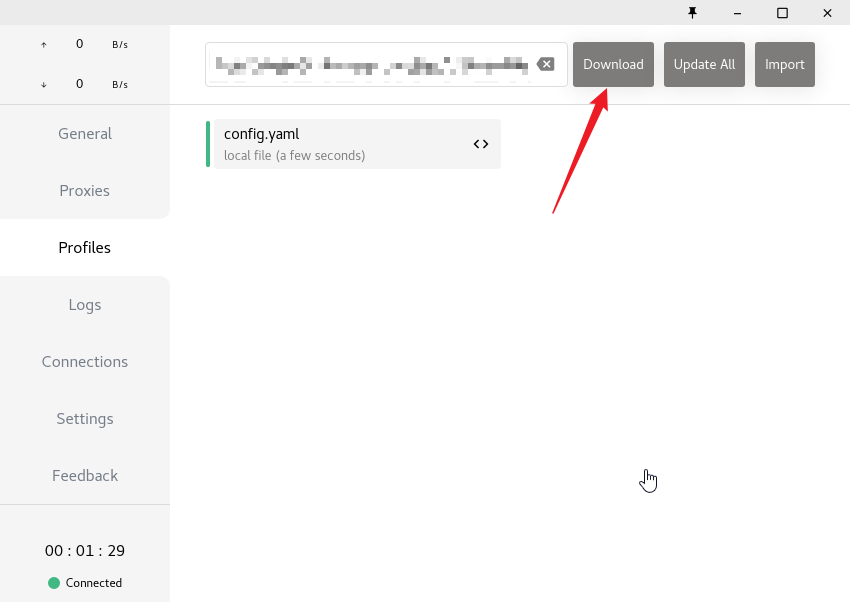 ↑ 0 B/s
↓ 0 B/s
Download
Update All
Import
General
Proxies
Profiles
Logs
Connections
Settings
Feedback
00 : 01 : 29
Connected
config.yaml
local file (a few seconds)